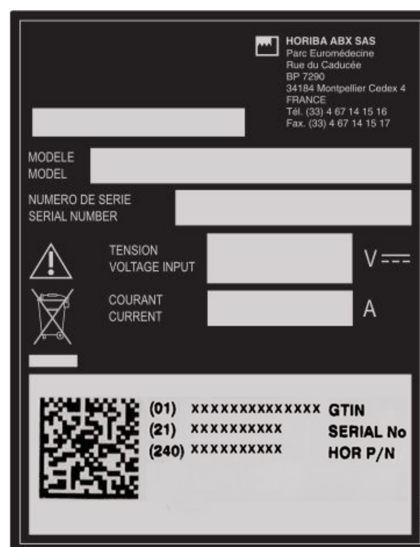 HORIBA ABX SAS
Parc Euromédecine
Rue du Caducée
BP 7290
34184 Montpellier Cedex 4
FRANCE
Tél. (33) 4 67 14 15 16
Fax. (33) 4 67 14 15 17
MODELE
MODEL
NUMERO DE SERIE
SERIAL NUMBER
TENSION
VOLTAGE INPUT
V
COURANT
CURRENT
A
(01) xxxxxxxxxxxxxx GTIN
(21) xxxxxxxxxx SERIAL No
(240) xxxxxxxxxx HOR P/N